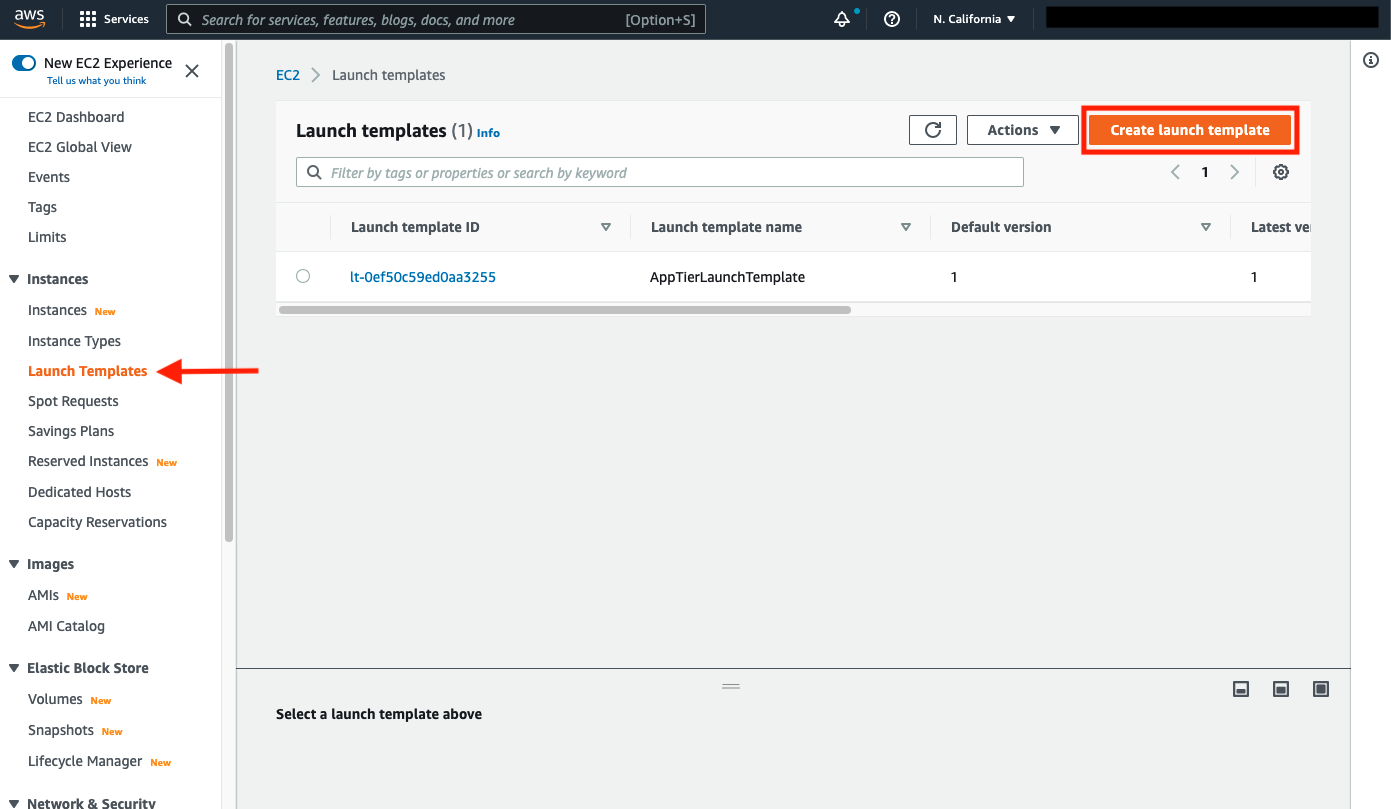 aws
Services
Search for services, features, blogs, docs, and more [Option+S]
N. California
New EC2 Experience
Tell us what you think
EC2 Dashboard
EC2 Global View
Events
Tags
Limits
Instances
Instances New
Instance Types
Launch Templates
Spot Requests
Savings Plans
Reserved Instances New
Dedicated Hosts
Capacity Reservations
Images
AMIs New
AMI Catalog
Elastic Block Store
Volumes New
Snapshots New
Lifecycle Manager New
Network & Security
EC2 Launch templates
Launch templates (1) Info
Actions
Create launch template
Filter by tags or properties or search by keyword
1
Launch template ID Launch template name Default version Latest ve
lt-0ef50c59ed0aa3255 AppTierLaunchTemplate 1 1
Select a launch template above